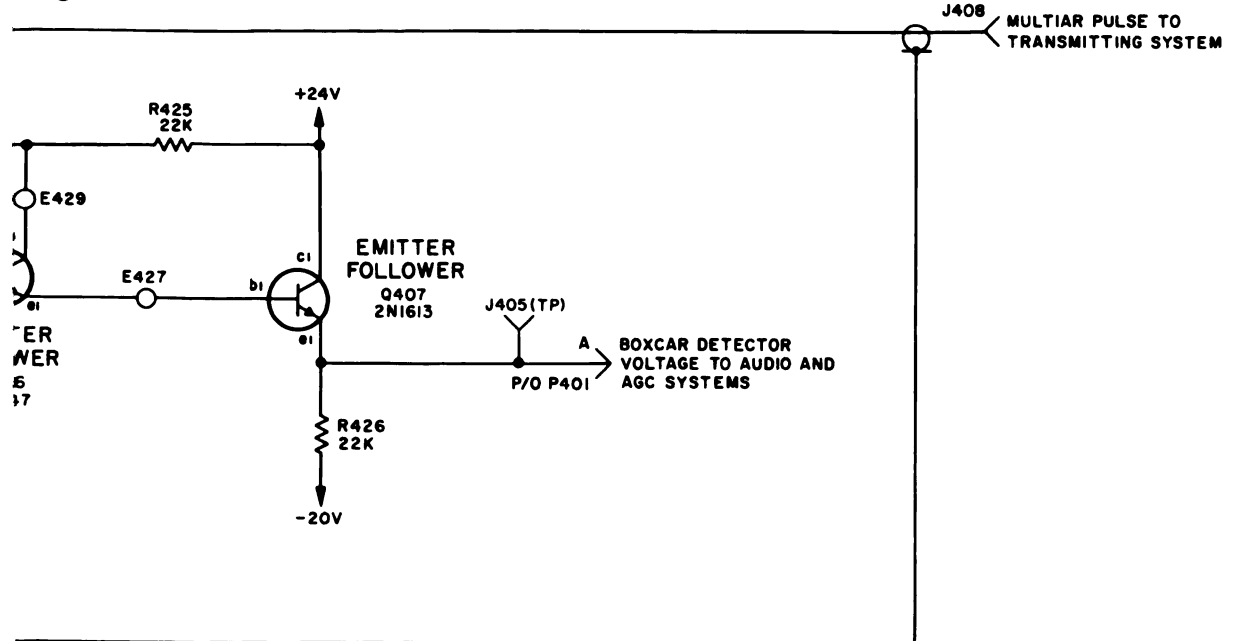 J408
MULTIAR PULSE TO
TRANSMITTING SYSTEM
+24V
R425
22K
E429
EMITTER
FOLLOWER
Q407
2N1613
c1
b1
e1
E427
e1
J405(TP)
A
BOXCAR DETECTOR
VOLTAGE TO AUDIO AND
AGC SYSTEMS
P/O P401
R426
22K
-20V